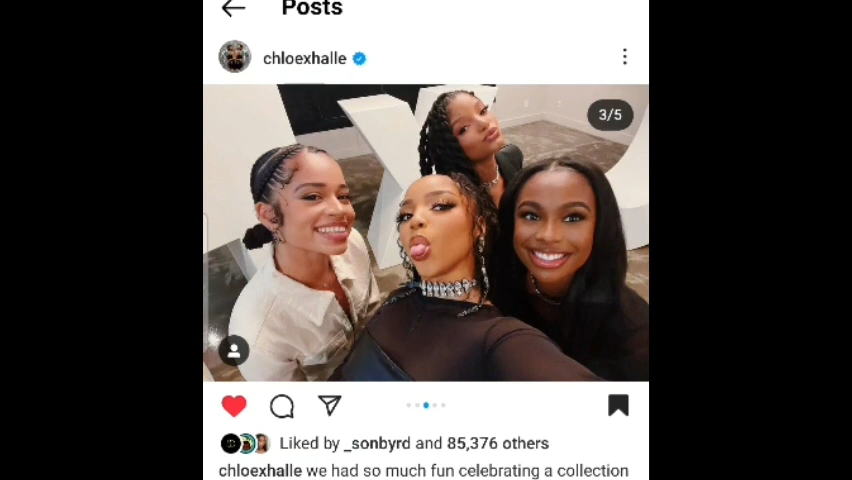 Posts
chloexhalle
3/5
Liked by _sonbyrd and 85,376 others
chloexhalle we had so much fun celebrating a collection